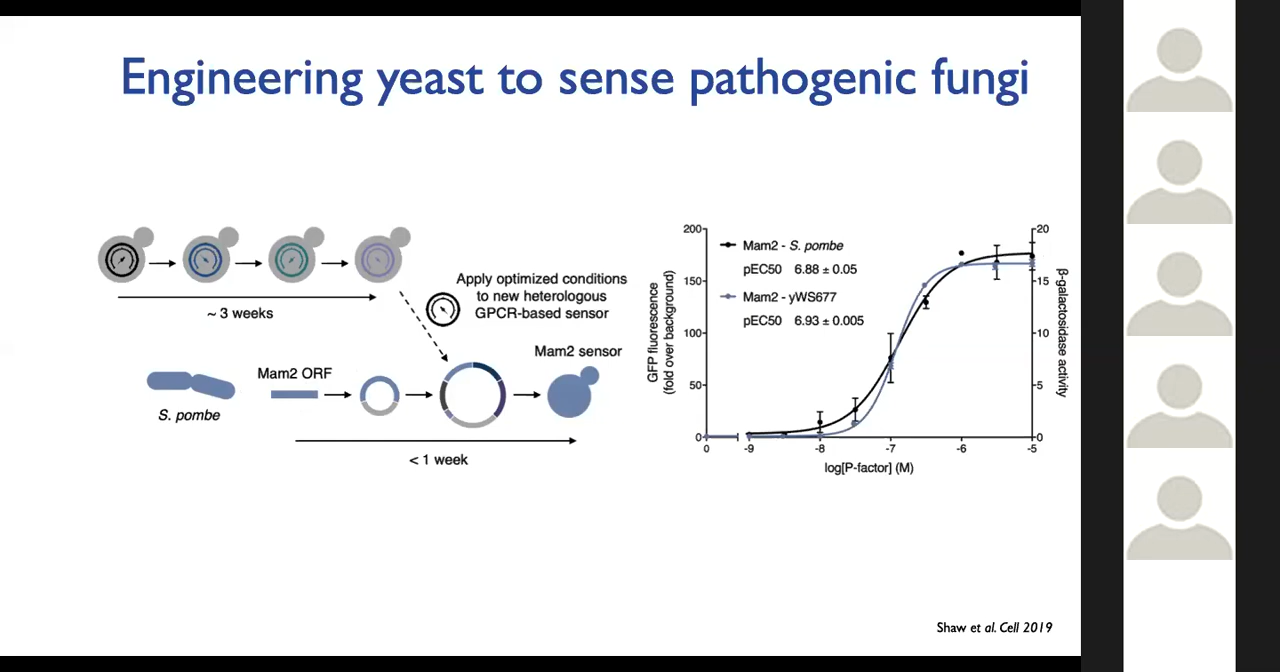 Engineering yeast to sense pathogenic fungi
~ 3 weeks
Apply optimized conditions
to new heterologous
GPCR-based sensor
S. pombe
Mam2 ORF
Mam2 sensor
< 1 week
GFP fluorescence
(fold over background)
200
150
100
50
0
Mam2 - S. pombe
pEC50 6.88 ± 0.05
Mam2 - yWS677
pEC50 6.93 ± 0.005
20
15
10
5
0
β-galactosidase activity
0 -9 -8 -7 -6 -5
log[P-factor] (M)
Shaw et al. Cell 2019